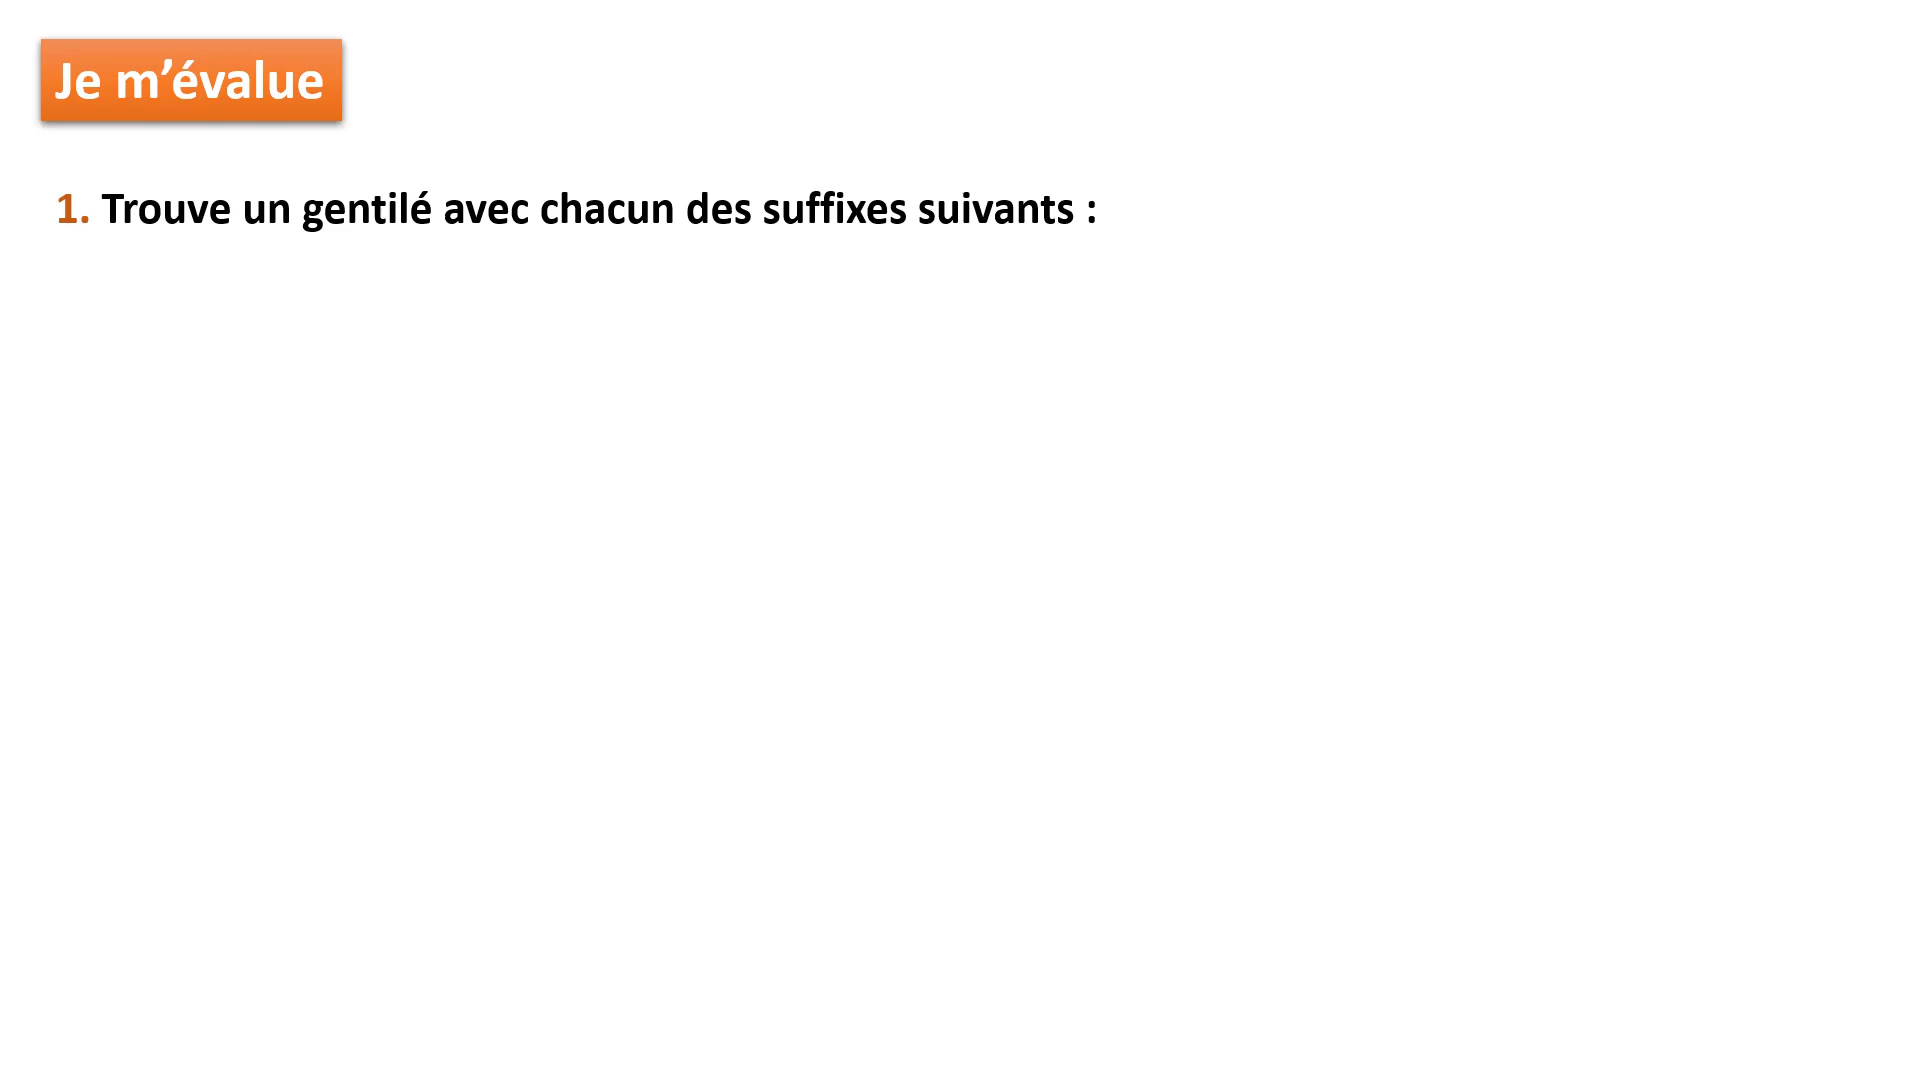 Je m’évalue
1. Trouve un gentilé avec chacun des suffixes suivants :